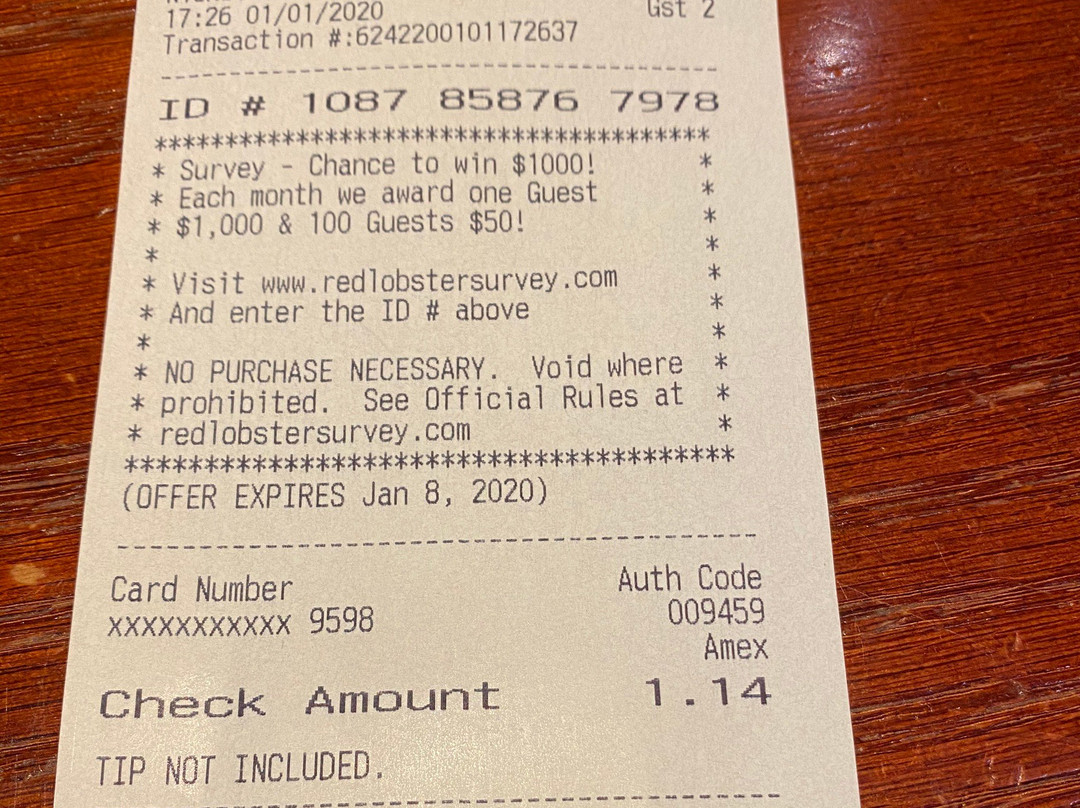 17:26 01/01/2020 Gst 2
Transaction #:6242200101172637
------------------------------------------
ID # 1087 85876 7978
***************************************
* Survey - Chance to win $1000! *
* Each month we award one Guest *
* $1,000 & 100 Guests $50! *
* *
* Visit www.redlobstersurvey.com *
* And enter the ID # above *
* *
* NO PURCHASE NECESSARY. Void where *
* prohibited. See Official Rules at *
* redlobstersurvey.com *
***************************************
(OFFER EXPIRES Jan 8, 2020)
------------------------------------------
Card Number Auth Code
XXXXXXXXXXX 9598 009459
Amex
Check Amount 1.14
TIP NOT INCLUDED.
------------------------------------------